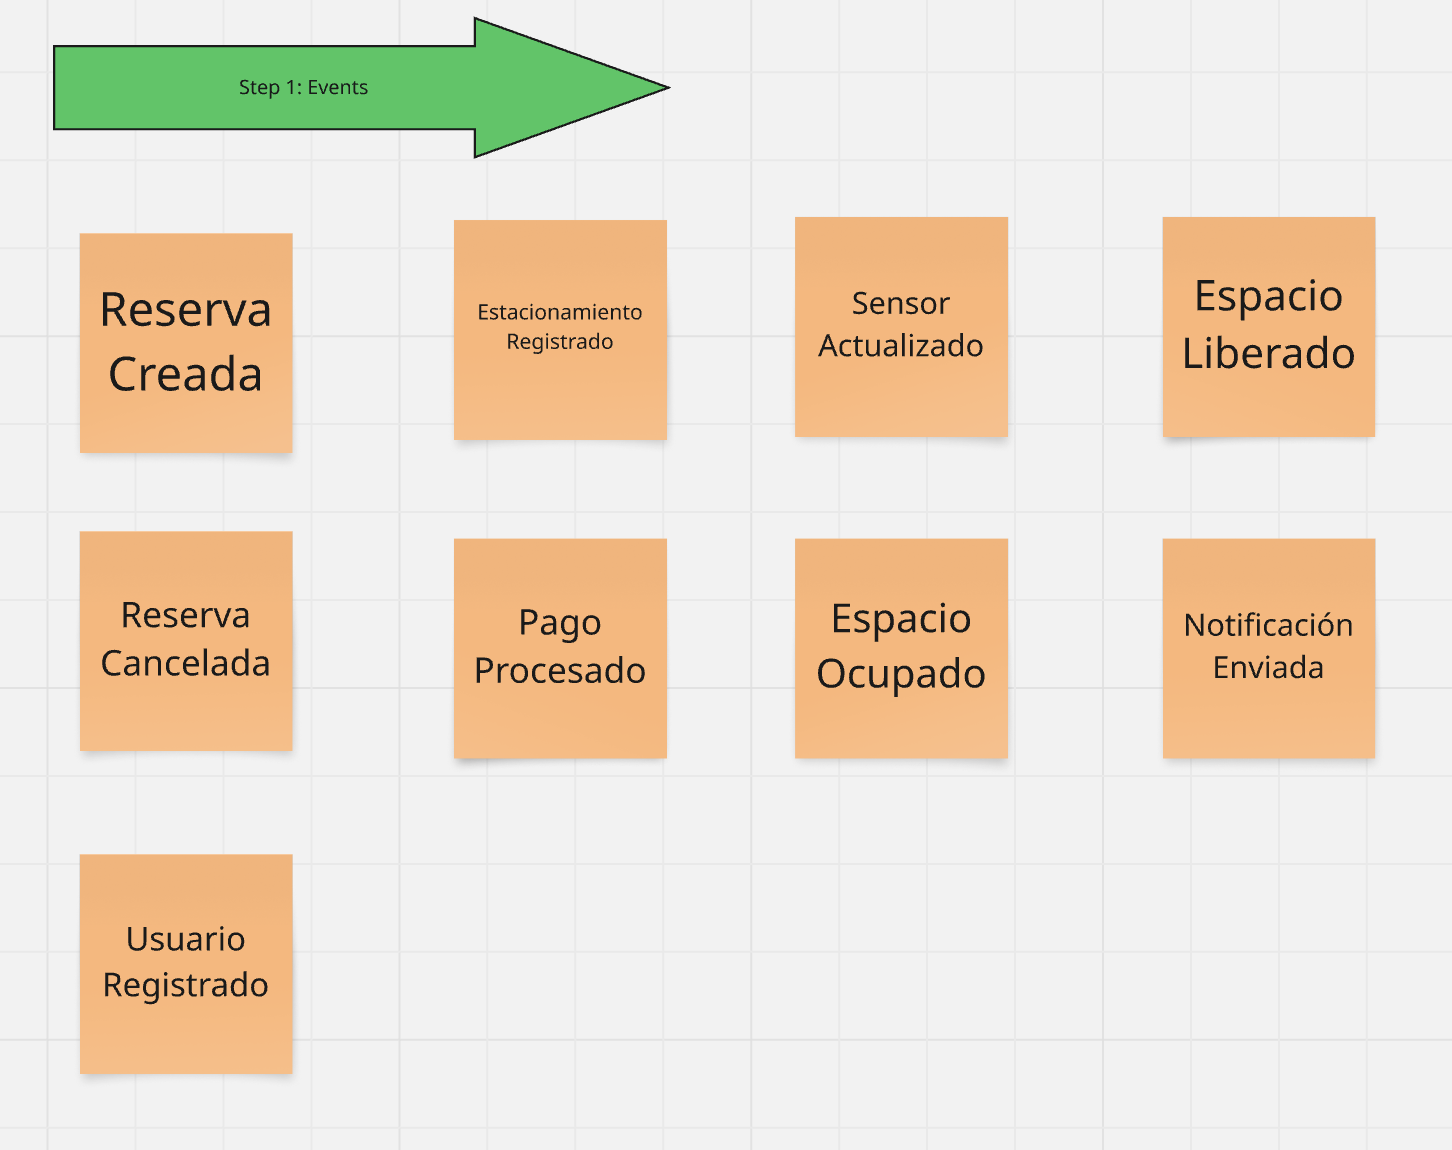 Step 1: Events
Reserva
Creada
Estacionamiento
Registrado
Sensor
Actualizado
Espacio
Liberado
Reserva
Cancelada
Pago
Procesado
Espacio
Ocupado
Notificación
Enviada
Usuario
Registrado